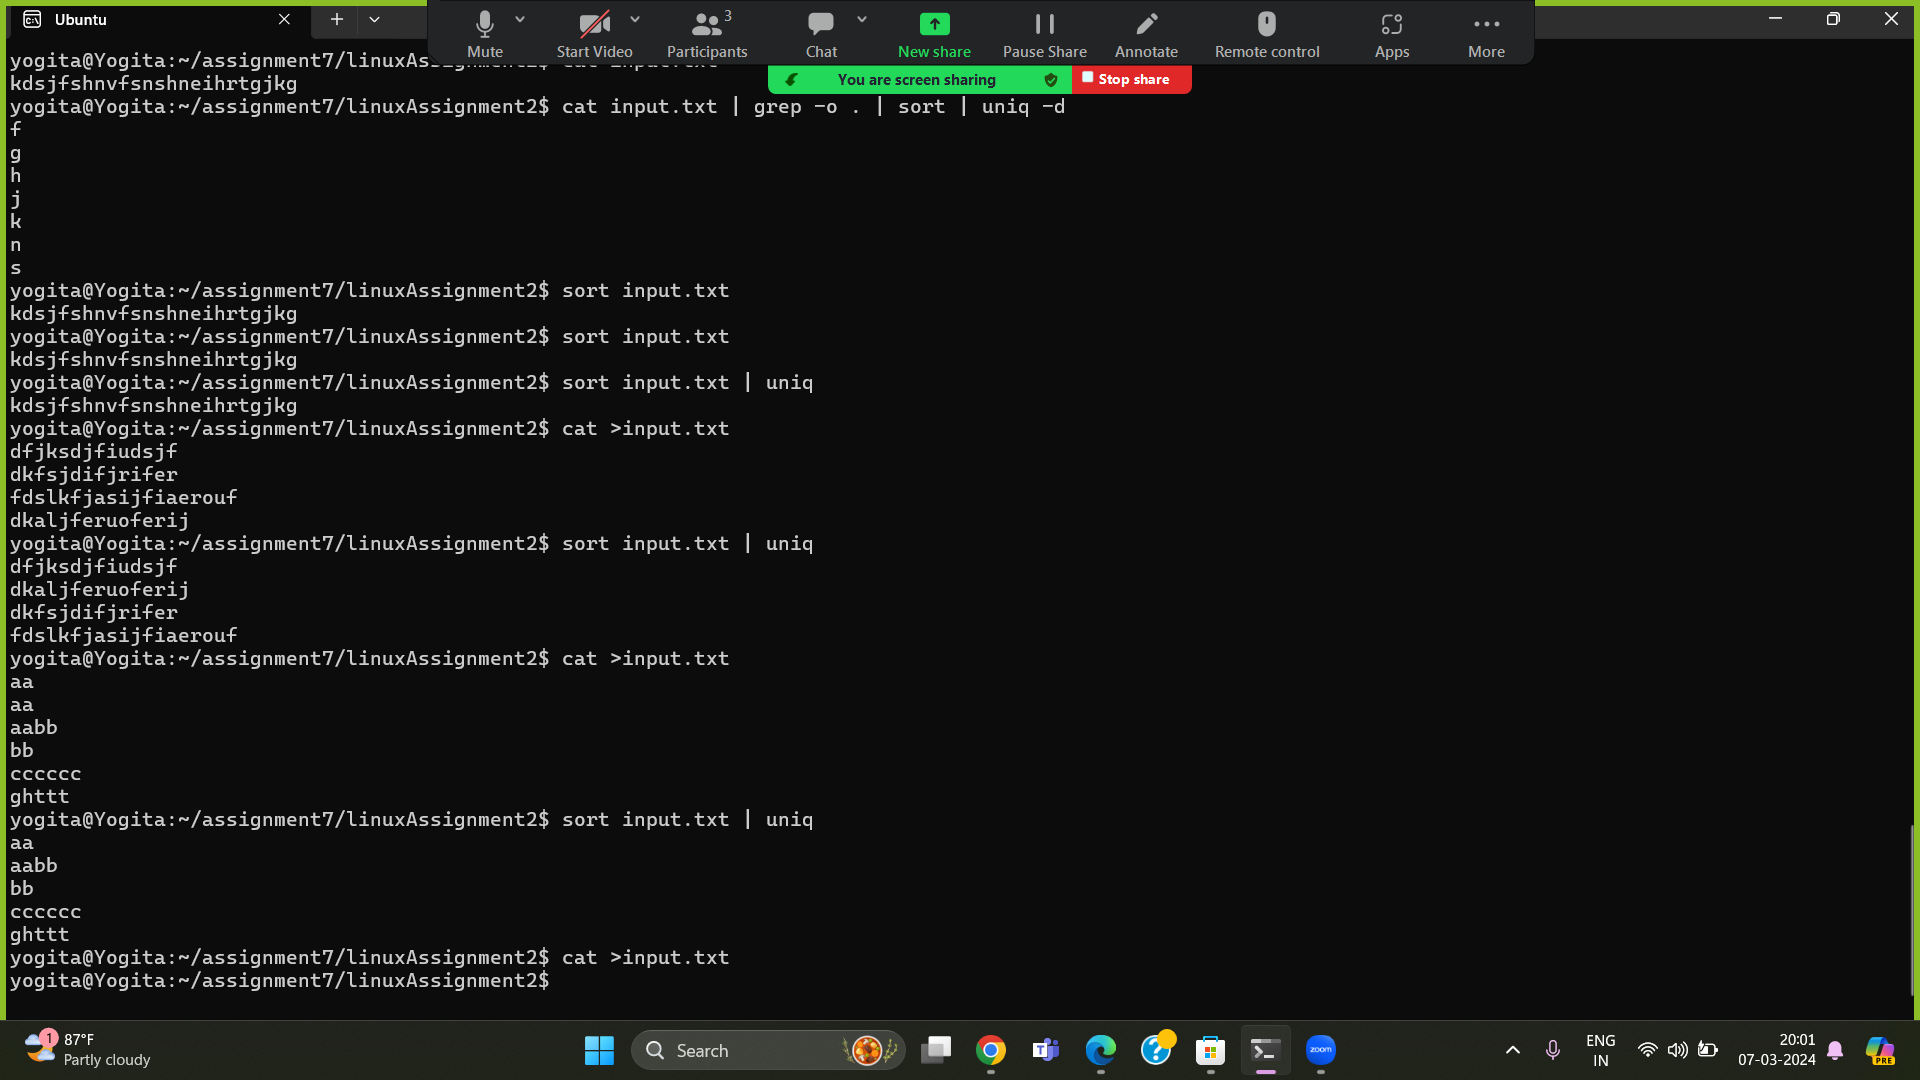 Ubuntu
Mute
Start Video
Participants
3
Chat
New share
Pause Share
Annotate
Remote control
Apps
More
You are screen sharing
Stop share
yogita@Yogita:~/assignment7/linuxAssignment2$ cat input.txt
kdsjfshnvfsnshneihrtgjkg
yogita@Yogita:~/assignment7/linuxAssignment2$ cat input.txt | grep -o . | sort | uniq -d
f
g
h
j
k
n
s
yogita@Yogita:~/assignment7/linuxAssignment2$ sort input.txt
kdsjfshnvfsnshneihrtgjkg
yogita@Yogita:~/assignment7/linuxAssignment2$ sort input.txt
kdsjfshnvfsnshneihrtgjkg
yogita@Yogita:~/assignment7/linuxAssignment2$ sort input.txt | uniq
kdsjfshnvfsnshneihrtgjkg
yogita@Yogita:~/assignment7/linuxAssignment2$ cat >input.txt
dfjksdjfiudsjf
dkfsjdifjrifer
fdslkfjasijfiaerouf
dkaljferuoferij
yogita@Yogita:~/assignment7/linuxAssignment2$ sort input.txt | uniq
dfjksdjfiudsjf
dkaljferuoferij
dkfsjdifjrifer
fdslkfjasijfiaerouf
yogita@Yogita:~/assignment7/linuxAssignment2$ cat >input.txt
aa
aa
aabb
bb
cccccc
ghttt
yogita@Yogita:~/assignment7/linuxAssignment2$ sort input.txt | uniq
aa
aabb
bb
cccccc
ghttt
yogita@Yogita:~/assignment7/linuxAssignment2$ cat >input.txt
yogita@Yogita:~/assignment7/linuxAssignment2$
1
87°F
Partly cloudy
Search
zoom
PRE
ENG
IN
20:01
07-03-2024